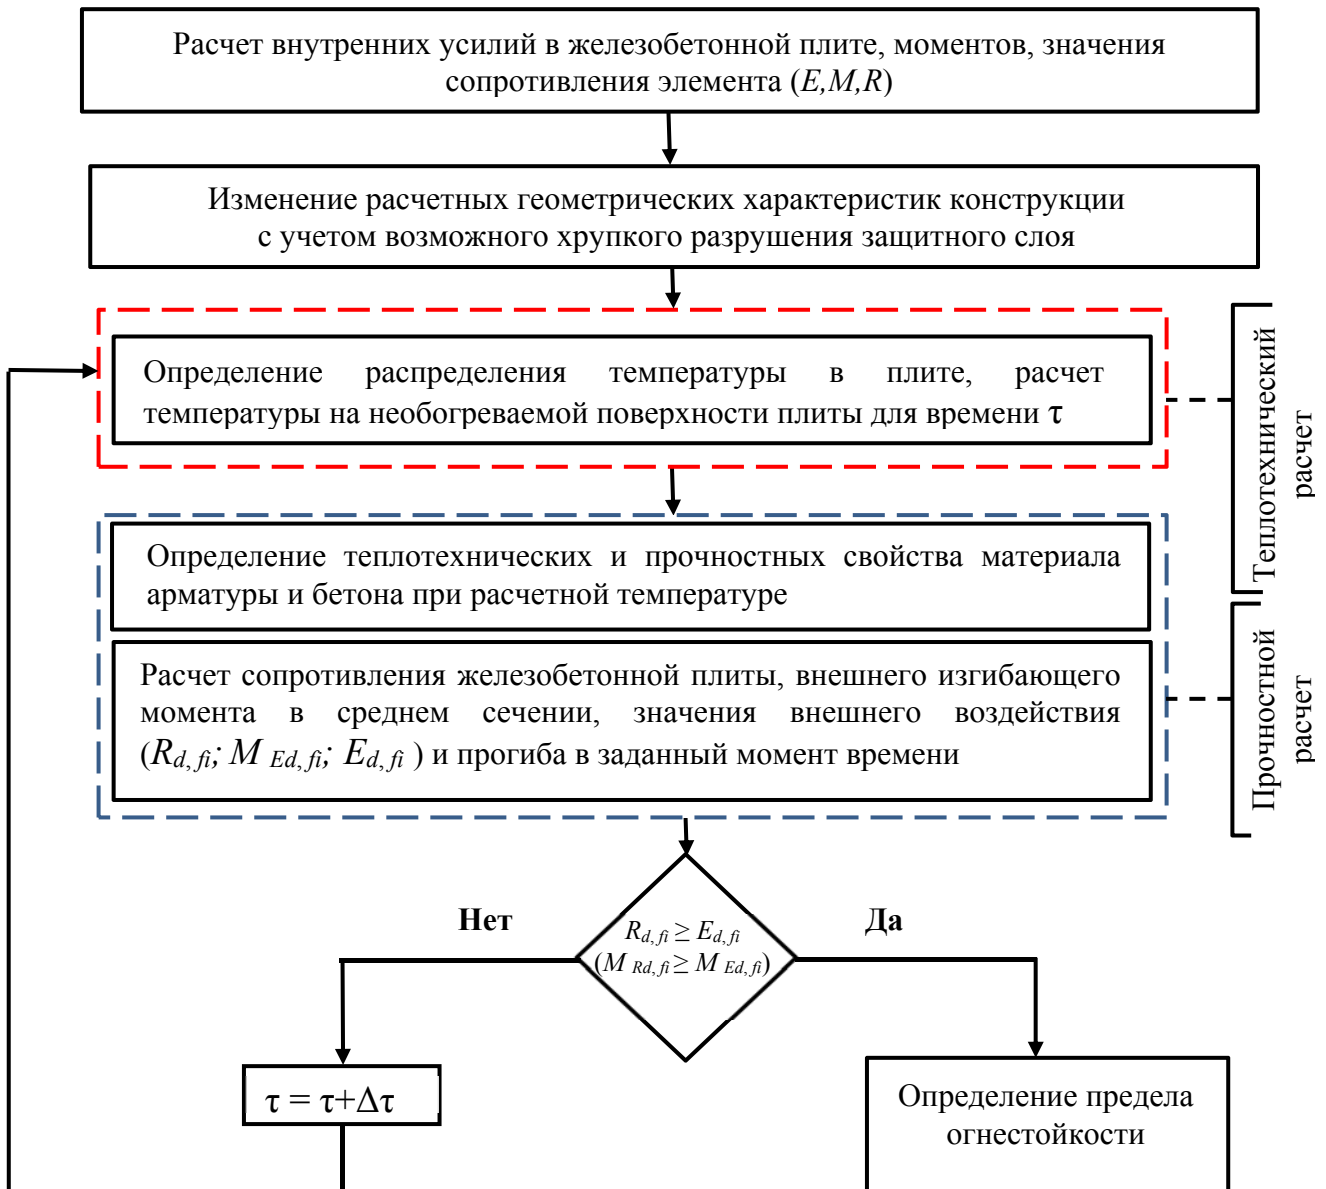 Расчет внутренних усилий в железобетонной плите, моментов, значения
сопротивления элемента (E,M,R)
Изменение расчетных геометрических характеристик конструкции
с учетом возможного хрупкого разрушения защитного слоя
Определение распределения температуры в плите, расчет
температуры на необогреваемой поверхности плиты для времени τ
Теплотехнический
расчет
Определение теплотехнических и прочностных свойства материала
арматуры и бетона при расчетной температуре
Расчет сопротивления железобетонной плиты, внешнего изгибающего
момента в среднем сечении, значения внешнего воздействия
(R d, fi; M Ed, fi; E d, fi ) и прогиба в заданный момент времени
Прочностной
расчет
Нет
Да
R d, fi ≥ E d, fi
(M Rd, fi ≥ M Ed, fi)
τ = τ+Δτ
Определение предела
огнестойкости